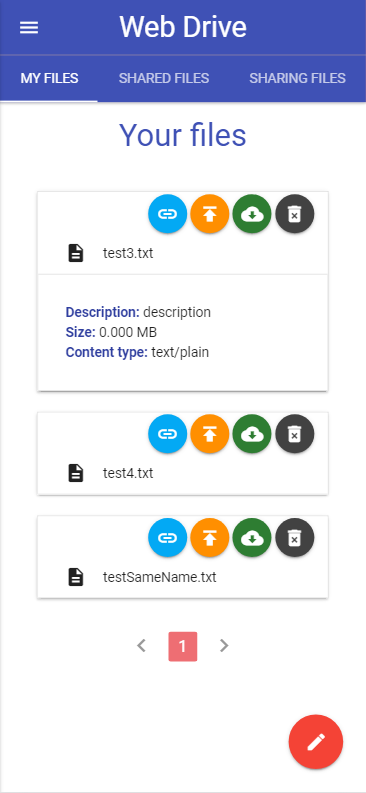 Web Drive
MY FILES SHARED FILES SHARING FILES
Your files
test3.txt
Description: description
Size: 0.000 MB
Content type: text/plain
test4.txt
testSameName.txt
1